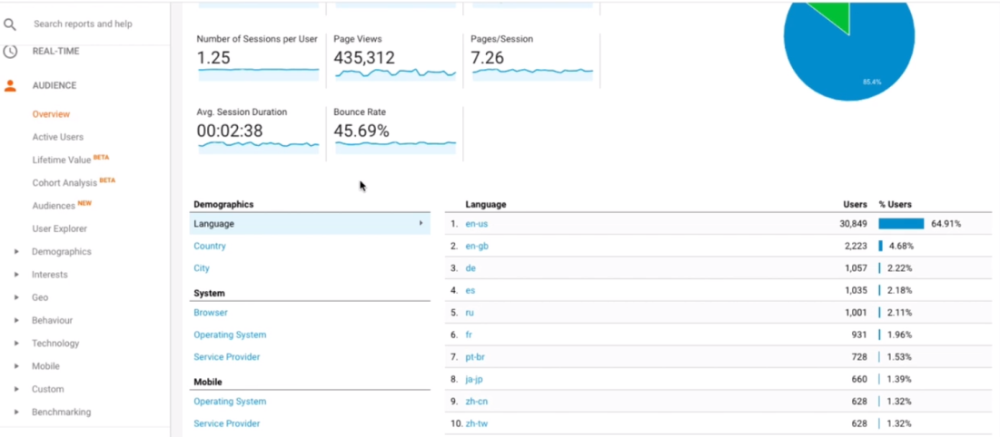 Search reports and help
REAL-TIME
AUDIENCE
Overview
Active Users
Lifetime Value BETA
Cohort Analysis BETA
Audiences NEW
User Explorer
Demographics
Interests
Geo
Behaviour
Technology
Mobile
Custom
Benchmarking
Number of Sessions per User
1.25
Page Views
435,312
Pages/Session
7.26
Avg. Session Duration
00:02:38
Bounce Rate
45.69%
85.4%
Demographics
Language
Country
City
System
Browser
Operating System
Service Provider
Mobile
Operating System
Service Provider
Language Users % Users
1. en-us 30,849 64.91%
2. en-gb 2,223 4.68%
3. de 1,057 2.22%
4. es 1,035 2.18%
5. ru 1,001 2.11%
6. fr 931 1.96%
7. pt-br 728 1.53%
8. ja-jp 660 1.39%
9. zh-cn 628 1.32%
10. zh-tw 628 1.32%